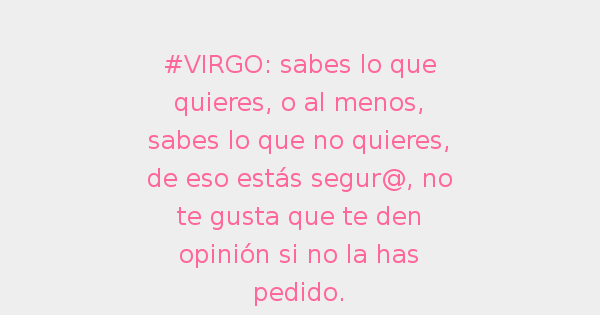 #VIRGO: sabes lo que
quieres, o al menos,
sabes lo que no quieres,
de eso estás segur@, no
te gusta que te den
opinión si no la has
pedido.